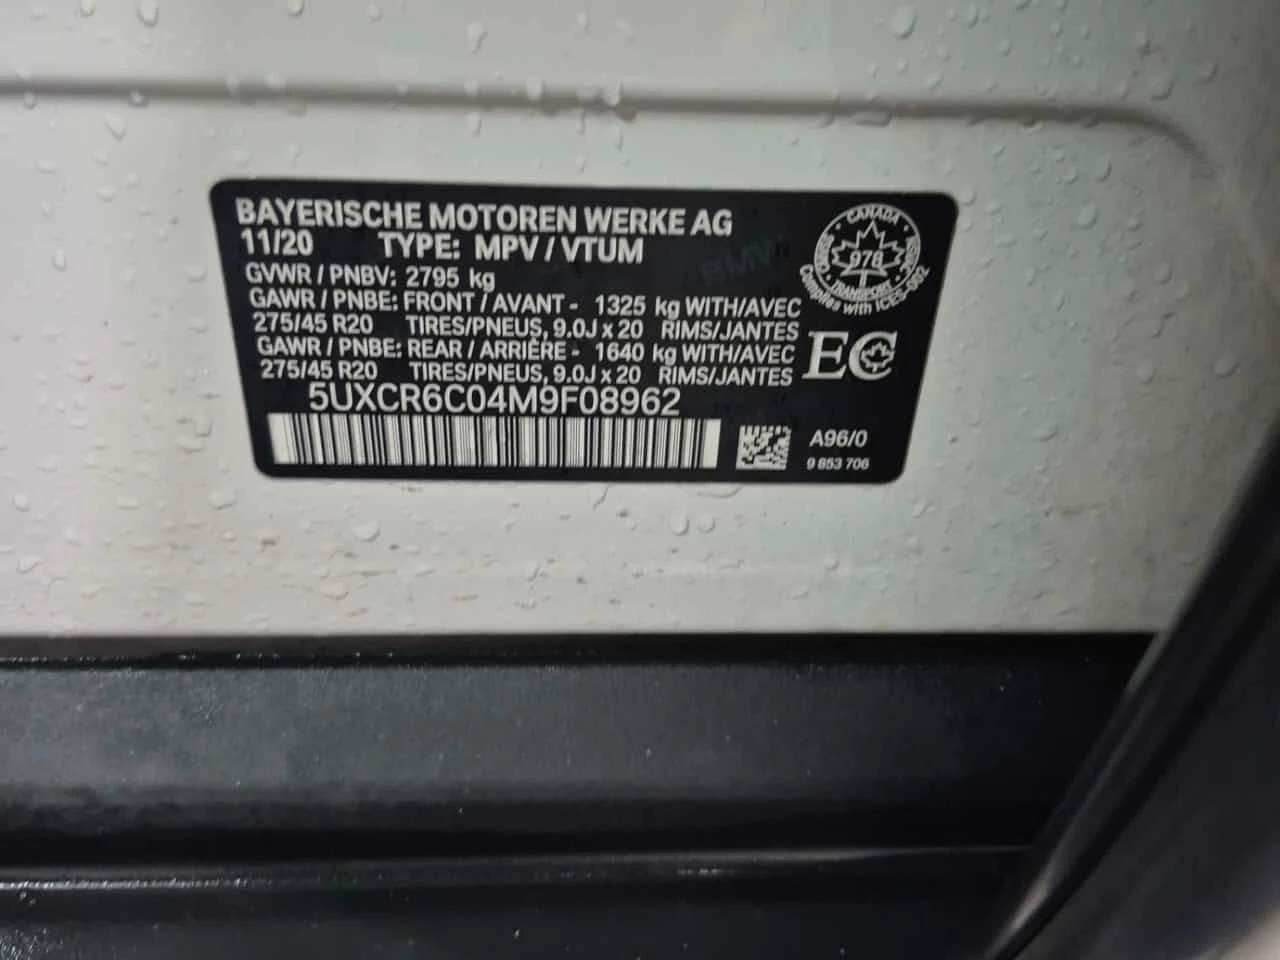 BAYERISCHE MOTOREN WERKE AG
11/20 TYPE: MPV / VTUM
GVWR / PNBV: 2795 kg
GAWR / PNBE: FRONT / AVANT - 1325 kg WITH/AVEC
275/45 R20 TIRES/PNEUS, 9.0J x 20 RIMS/JANTES
GAWR / PNBE: REAR / ARRIÈRE - 1640 kg WITH/AVEC
275/45 R20 TIRES/PNEUS, 9.0J x 20 RIMS/JANTES
5UXCR6C04M9F08962
CANADA
978
TRANSPORT
Complies with ICES-002
EC
A96/0
9 853 706